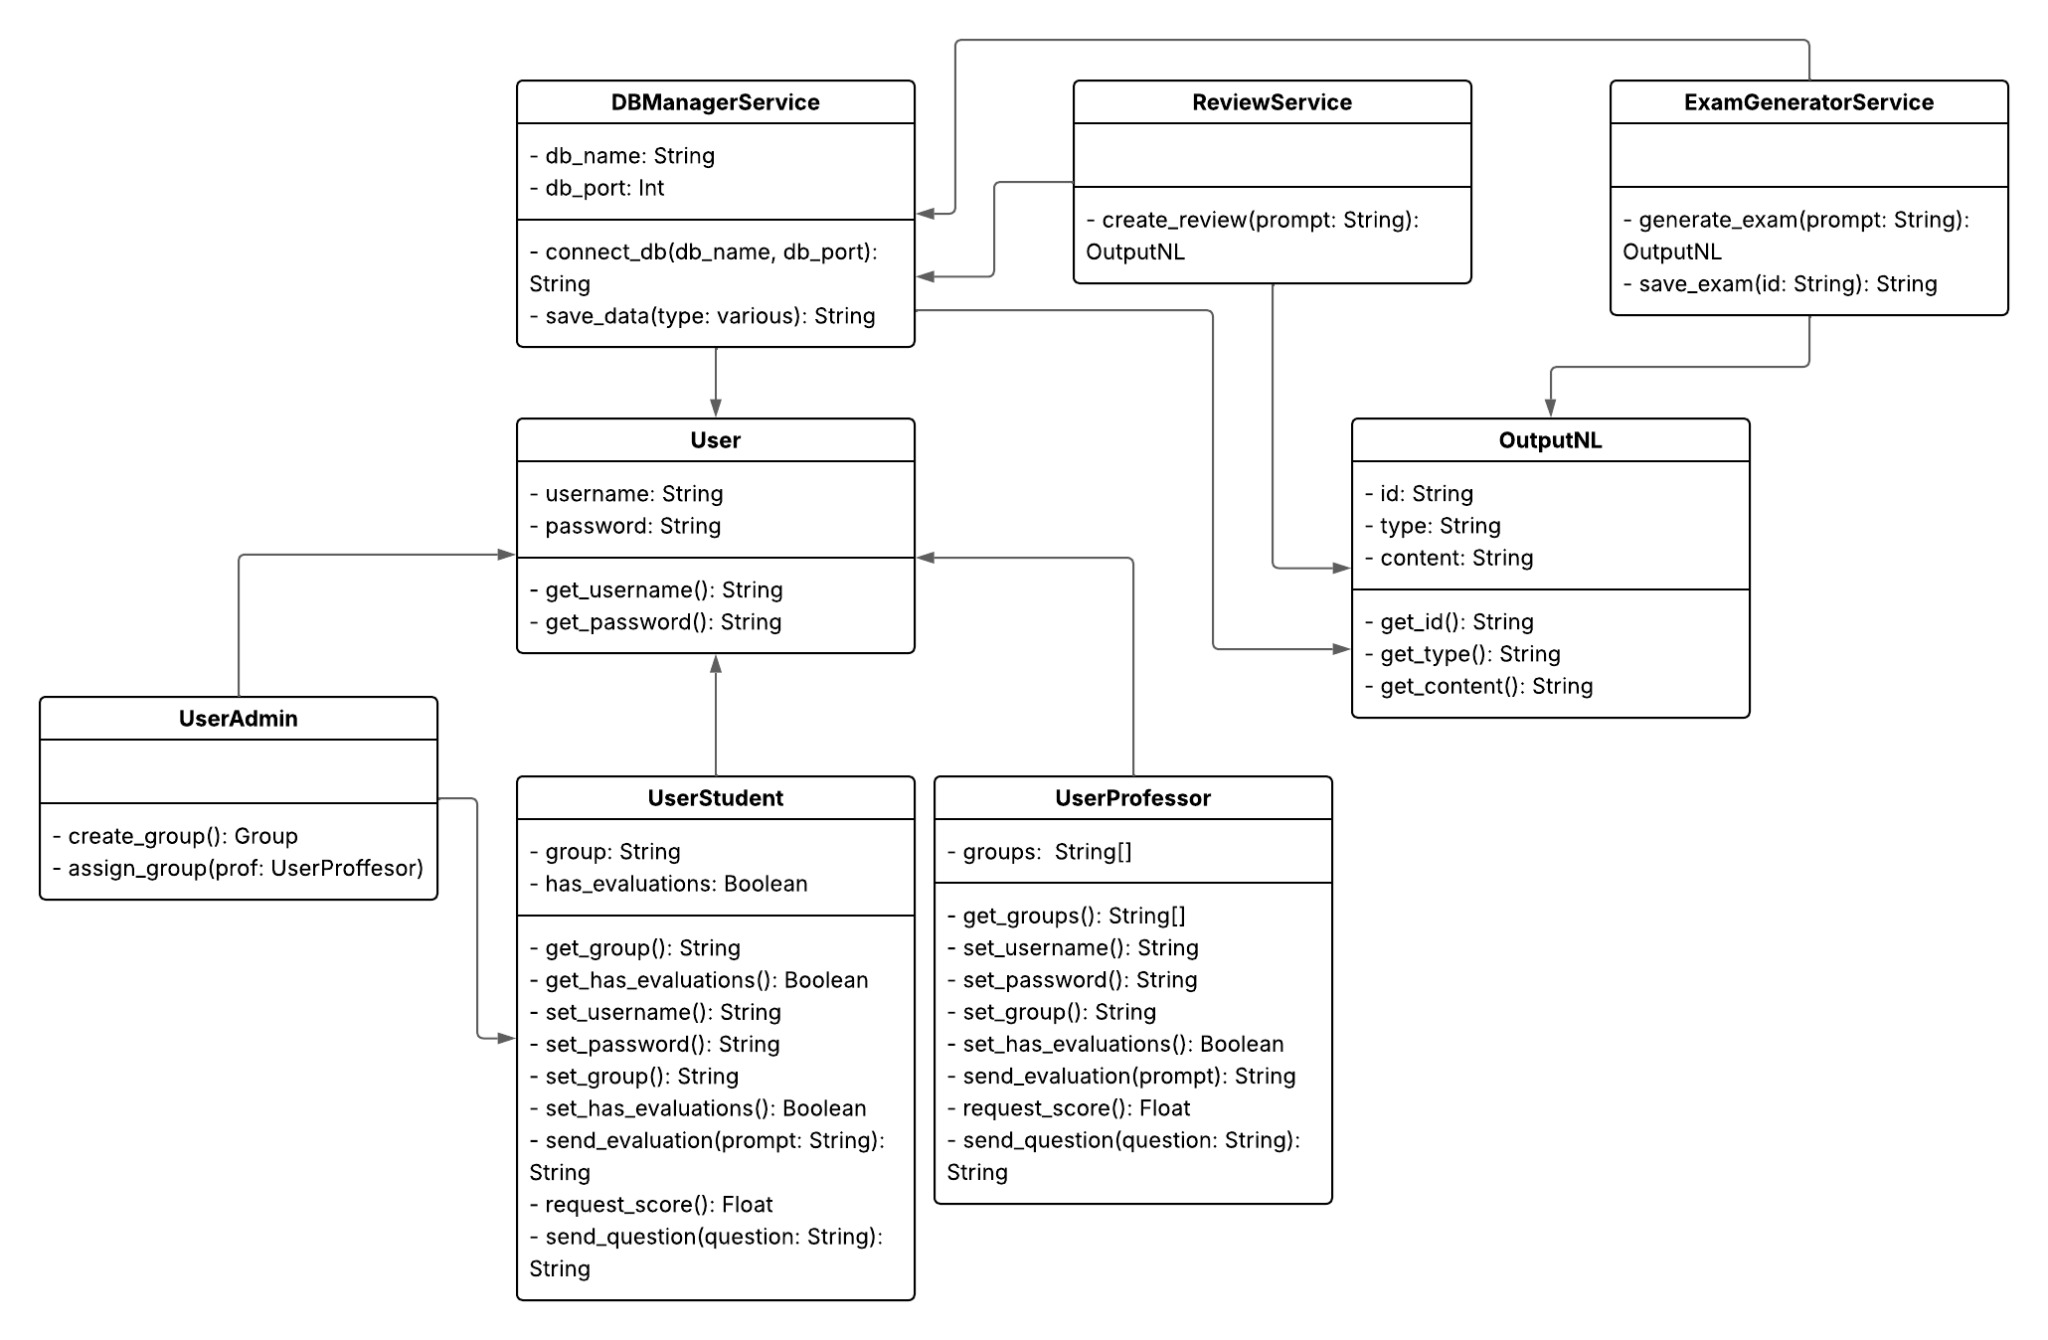 DBManagerService
- db_name: String
- db_port: Int
- connect_db(db_name, db_port):
String
- save_data(type: various): String
ReviewService
- create_review(prompt: String):
OutputNL
ExamGeneratorService
- generate_exam(prompt: String):
OutputNL
- save_exam(id: String): String
User
- username: String
- password: String
- get_username(): String
- get_password(): String
OutputNL
- id: String
- type: String
- content: String
- get_id(): String
- get_type(): String
- get_content(): String
UserAdmin
- create_group(): Group
- assign_group(prof: UserProffesor)
UserStudent
- group: String
- has_evaluations: Boolean
- get_group(): String
- get_has_evaluations(): Boolean
- set_username(): String
- set_password(): String
- set_group(): String
- set_has_evaluations(): Boolean
- send_evaluation(prompt: String):
String
- request_score(): Float
- send_question(question: String):
String
UserProfessor
- groups:  String[]
- get_groups(): String[]
- set_username(): String
- set_password(): String
- set_group(): String
- set_has_evaluations(): Boolean
- send_evaluation(prompt): String
- request_score(): Float
- send_question(question: String):
String